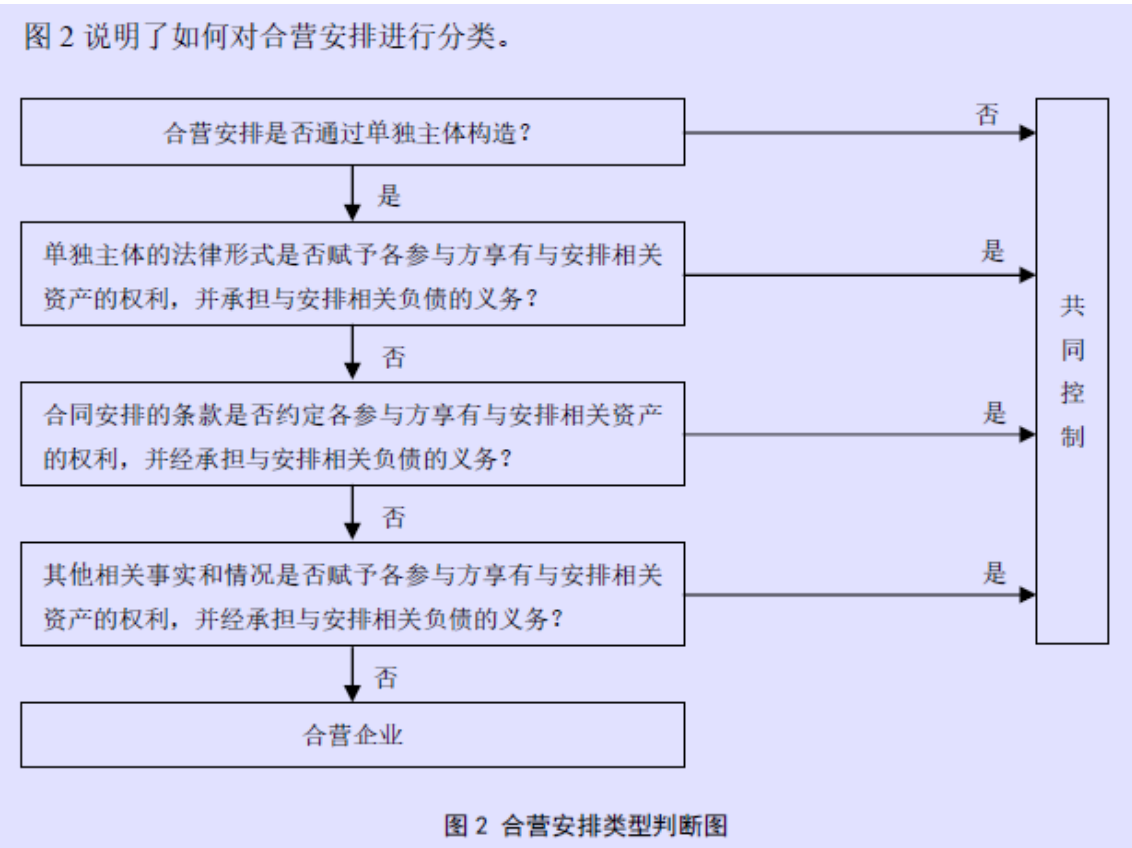 图 2 说明了如何对合营安排进行分类。
合营安排是否通过单独主体构造？
否
是
单独主体的法律形式是否赋予各参与方享有与安排相关
资产的权利，并承担与安排相关负债的义务？
是
否
合同安排的条款是否约定各参与方享有与安排相关资产
的权利，并经承担与安排相关负债的义务？
是
否
其他相关事实和情况是否赋予各参与方享有与安排相关
资产的权利，并经承担与安排相关负债的义务？
是
否
合营企业
共
同
控
制
图 2 合营安排类型判断图